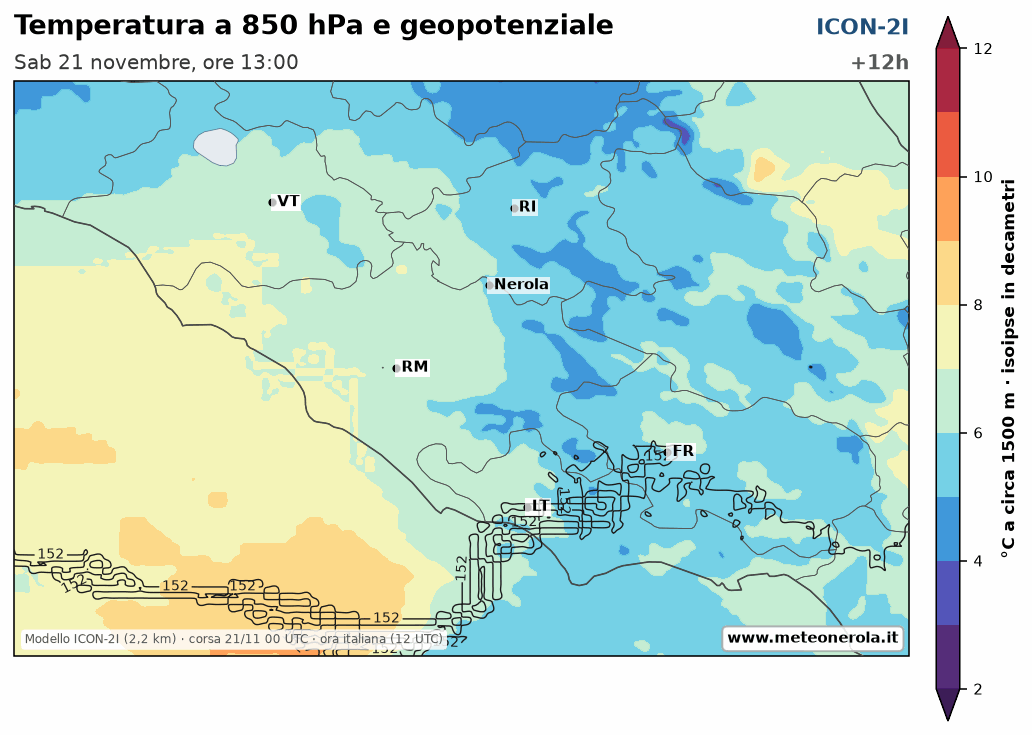 Temperatura a 850 hPa e geopotenziale
ICON-2I
Sab 21 novembre, ore 13:00
+12h
12
10
8
6
4
2
°C a circa 1500 m · isoipse in decametri
VT
RI
Nerola
RM
FR
152
LT
152
152
152
152
152
152
152
152
152
Modello ICON-2I (2,2 km) · corsa 21/11 00 UTC · ora italiana (12 UTC)
www.meteonerola.it